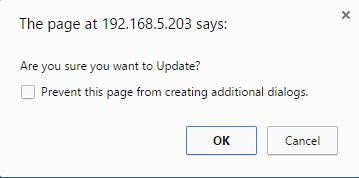 The page at 192.168.5.203 says:
Are you sure you want to Update?
Prevent this page from creating additional dialogs.
OK Cancel